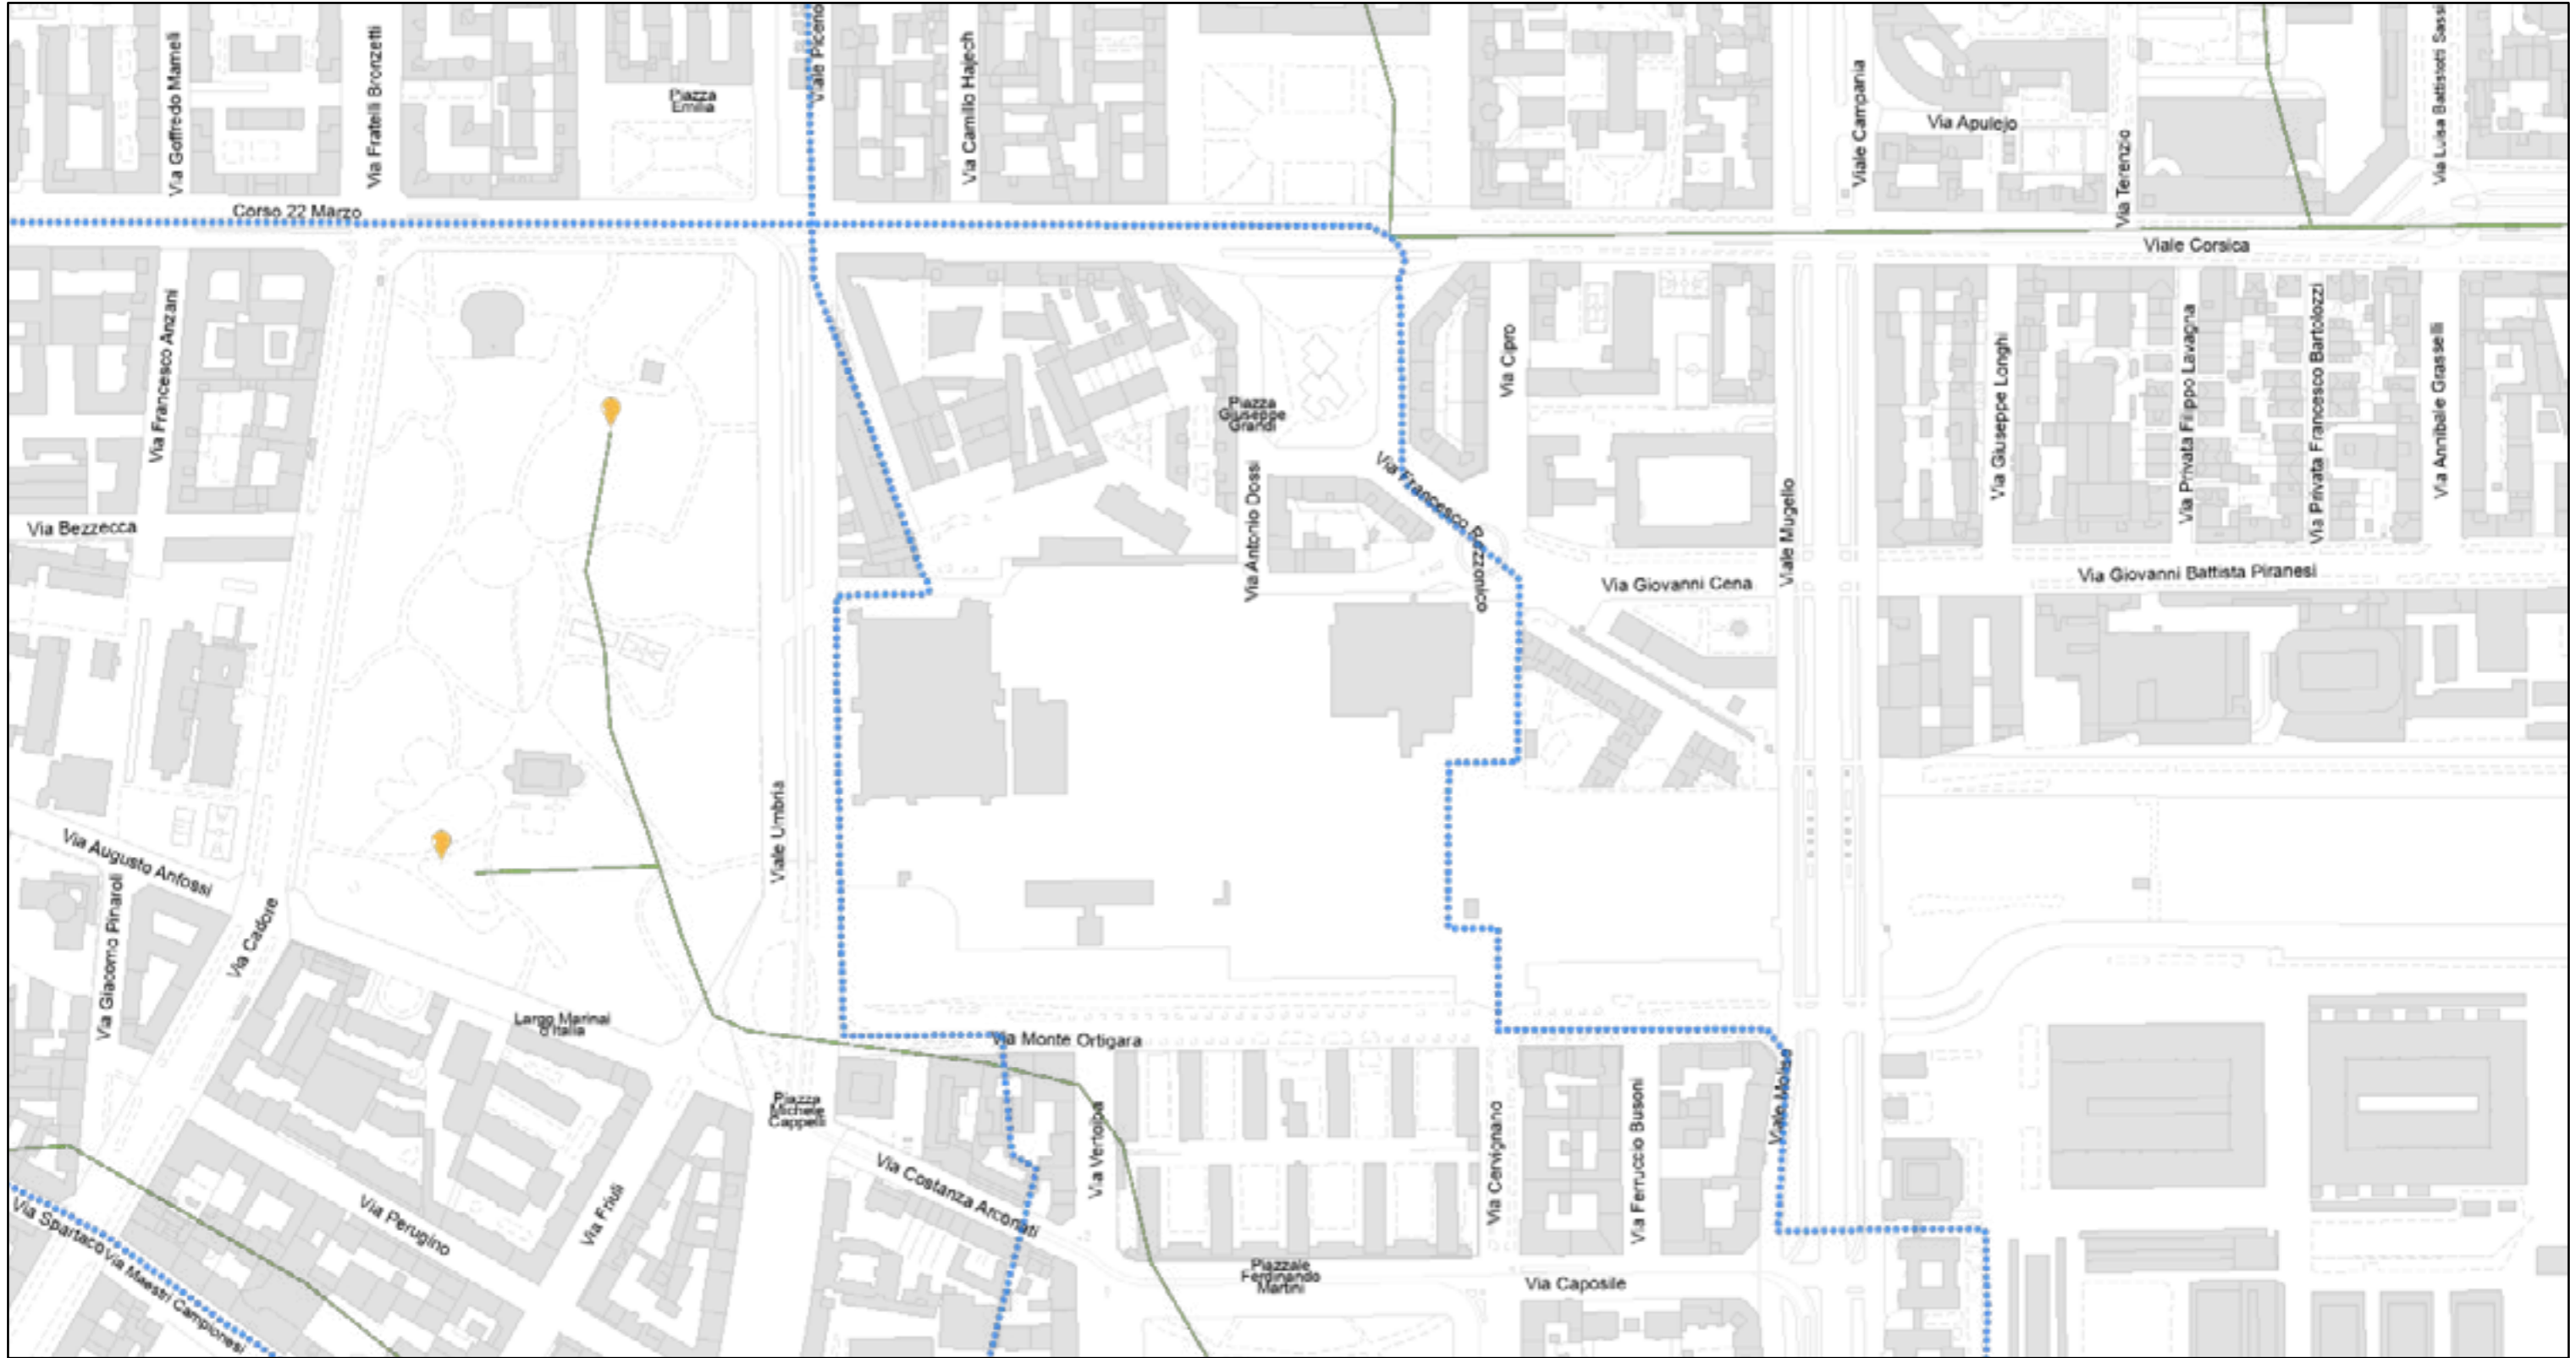 Via Goffredo Mameli
Via Fratelli Bronzetti
Piazza
Emilia
Viale Piceno
Via Camillo Hajech
Viale Campania
Via Apulejo
Via Terenzio
Via Luisa Battistotti Sassi
Corso 22 Marzo
Viale Corsica
Via Francesco Anzani
Via Bezzecca
Piazza
Giuseppe
Grandi
Via Antonio Dossi
Via Francesco Rezzonico
Via Cipro
Viale Mugello
Via Giovanni Cena
Via Giuseppe Longhi
Via Privata Filippo Lavagna
Via Privata Francesco Bartolozzi
Via Annibale Grasselli
Via Giovanni Battista Piranesi
Via Augusto Anfossi
Via Giacomo Pinaroli
Via Cadore
Viale Umbria
Largo Marinai
d'Italia
Via Monte Ortigara
Piazza
Michele
Cappelli
Via Vertoiba
Via Costanza Arconati
Via Cervignano
Via Ferruccio Busoni
Viale Molise
Via Spartaco
Via Maestri Campionesi
Via Perugino
Via Friuli
Piazzale
Ferdinando
Martini
Via Caposile